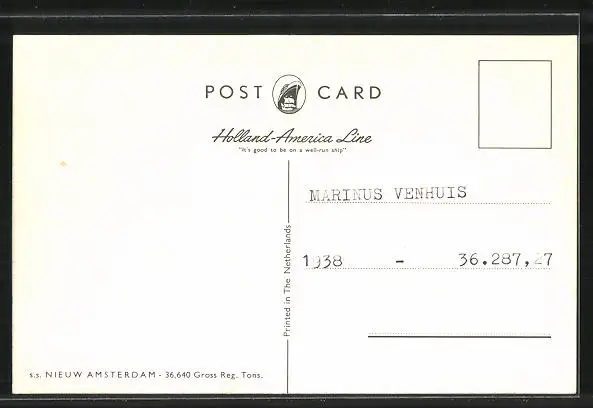 POST CARD
Holland-America Line
"It's good to be on a well-run ship"
MARINUS VENHUIS
1938 - 36.287,27
Printed in The Netherlands
s.s. NIEUW AMSTERDAM - 36,640 Gross Reg. Tons.